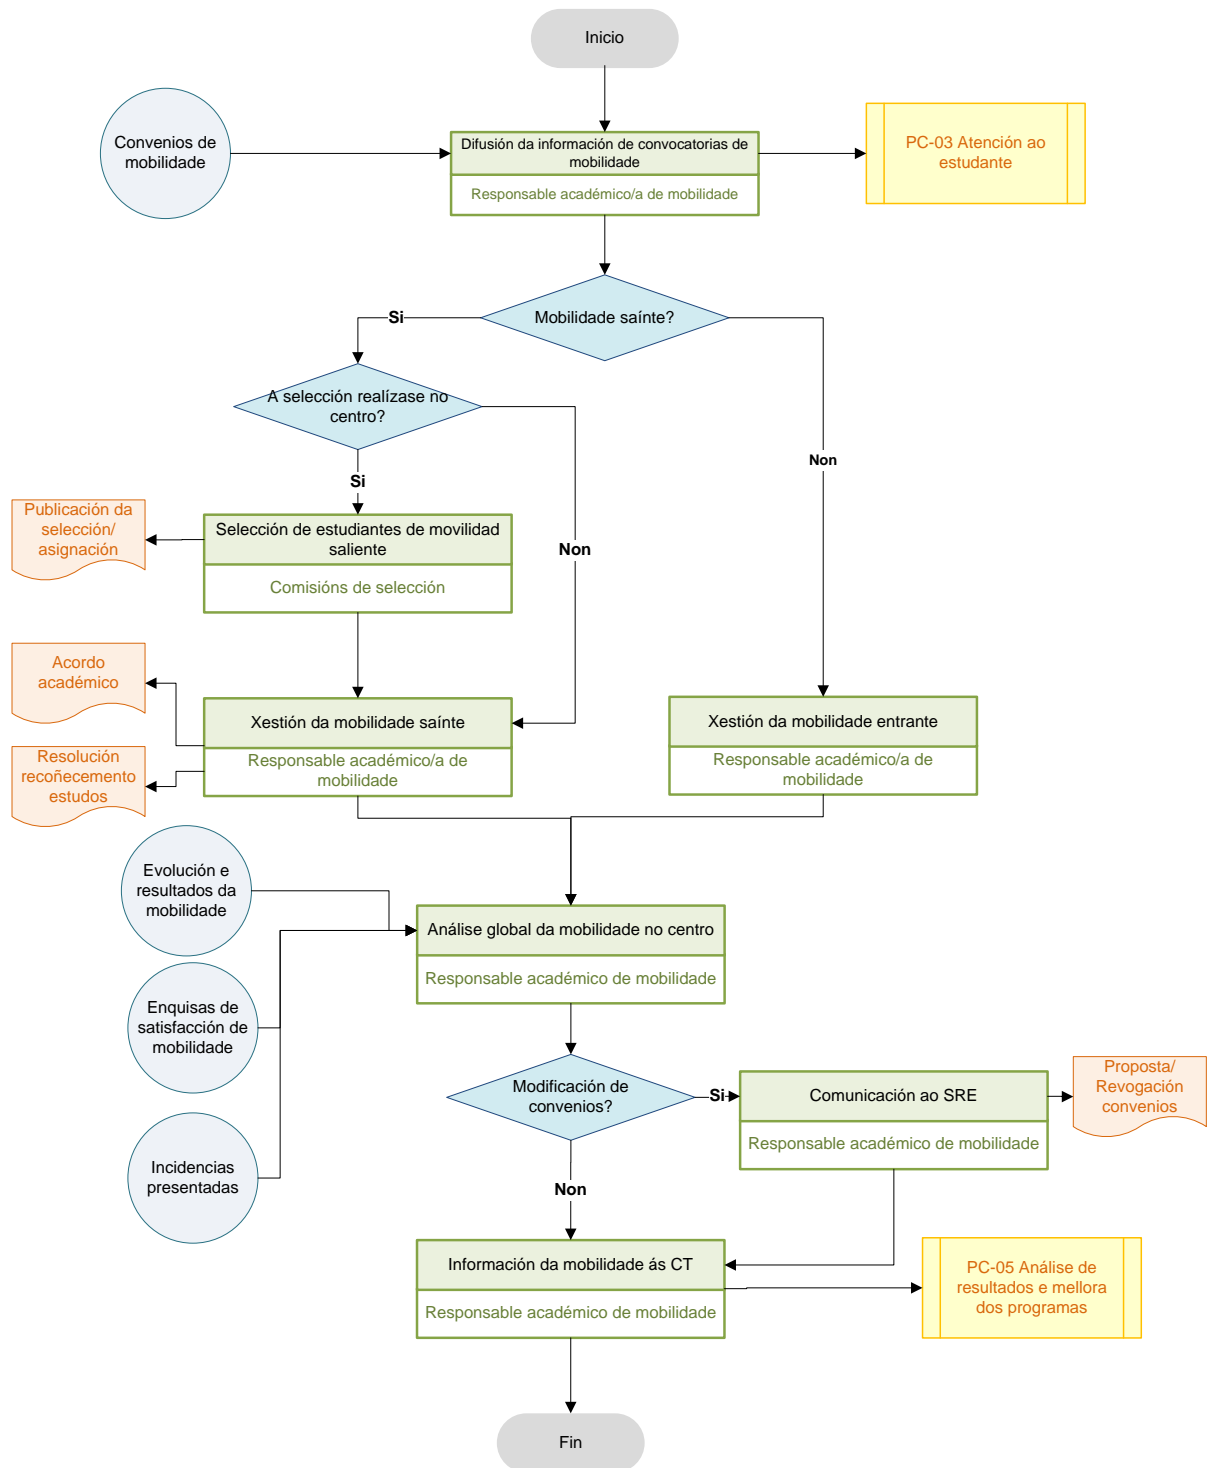 Inicio
Convenios de
mobilidade
Difusión da información de convocatorias de
mobilidade
Responsable académico/a de mobilidade
PC-03 Atención ao
estudante
Mobilidade saínte?
Si
A selección realízase no
centro?
Non
Si
Publicación da
selección/
asignación
Selección de estudiantes de movilidad
saliente
Comisións de selección
Non
Acordo
académico
Xestión da mobilidade saínte
Responsable académico/a de
mobilidade
Xestión da mobilidade entrante
Responsable académico/a de
mobilidade
Resolución
recoñecemento
estudos
Evolución e
resultados da
mobilidade
Análise global da mobilidade no centro
Responsable académico de mobilidade
Enquisas de
satisfacción de
mobilidade
Modificación de
convenios?
Si
Comunicación ao SRE
Responsable académico de mobilidade
Proposta/
Revogación
convenios
Incidencias
presentadas
Non
Información da mobilidade ás CT
Responsable académico de mobilidade
PC-05 Análise de
resultados e mellora
dos programas
Fin